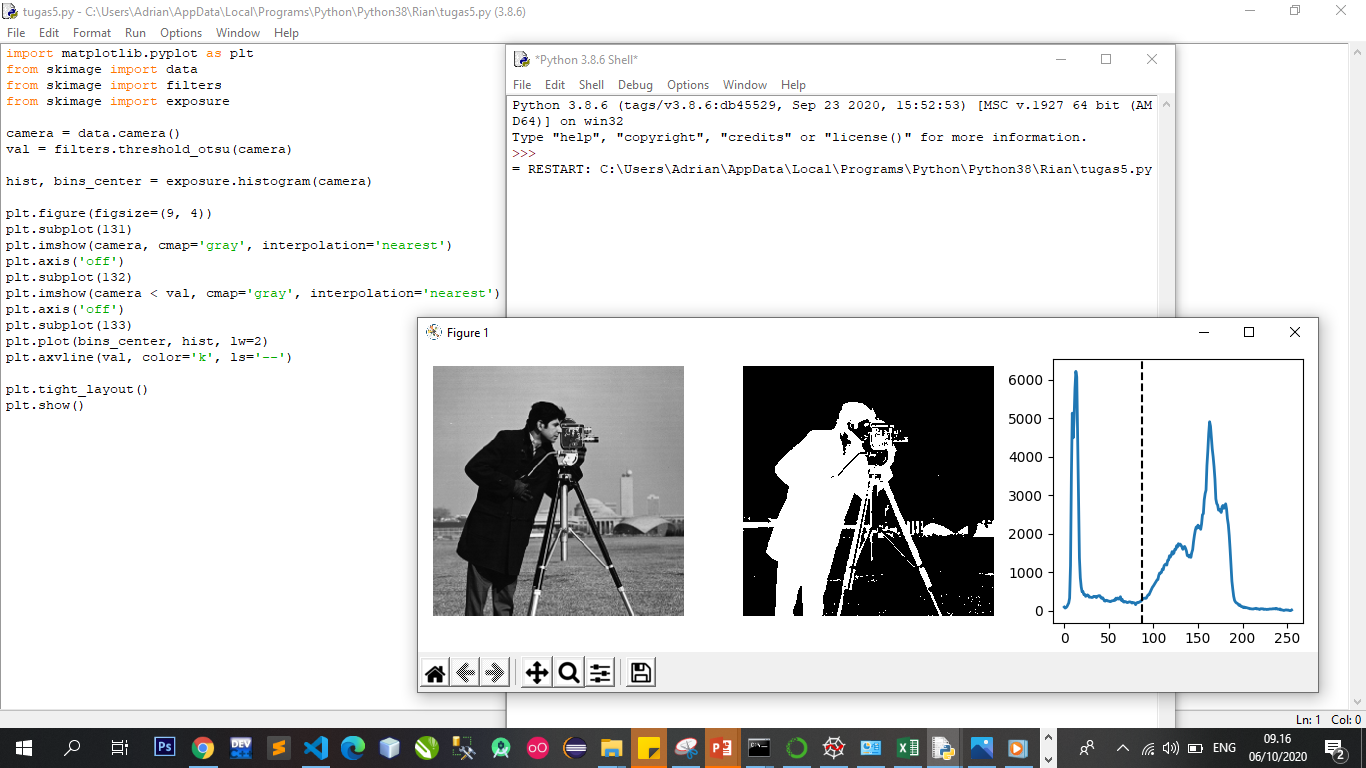 tugas5.py - C:\Users\Adrian\AppData\Local\Programs\Python\Python38\Rian\tugas5.py (3.8.6)
File Edit Format Run Options Window Help
import matplotlib.pyplot as plt
from skimage import data
from skimage import filters
from skimage import exposure
camera = data.camera()
val = filters.threshold_otsu(camera)
hist, bins_center = exposure.histogram(camera)
plt.figure(figsize=(9, 4))
plt.subplot(131)
plt.imshow(camera, cmap='gray', interpolation='nearest')
plt.axis('off')
plt.subplot(132)
plt.imshow(camera < val, cmap='gray', interpolation='nearest')
plt.axis('off')
plt.subplot(133)
plt.plot(bins_center, hist, lw=2)
plt.axvline(val, color='k', ls='--')
plt.tight_layout()
plt.show()
*Python 3.8.6 Shell*
File Edit Shell Debug Options Window Help
Python 3.8.6 (tags/v3.8.6:db45529, Sep 23 2020, 15:52:53) [MSC v.1927 64 bit (AM
D64)] on win32
Type "help", "copyright", "credits" or "license()" for more information.
>>>
= RESTART: C:\Users\Adrian\AppData\Local\Programs\Python\Python38\Rian\tugas5.py
Figure 1
6000
5000
4000
3000
2000
1000
0
0 50 100 150 200 250
Ln: 1 Col: 0
Ps
DEV
P
ENG
09.16
06/10/2020
2